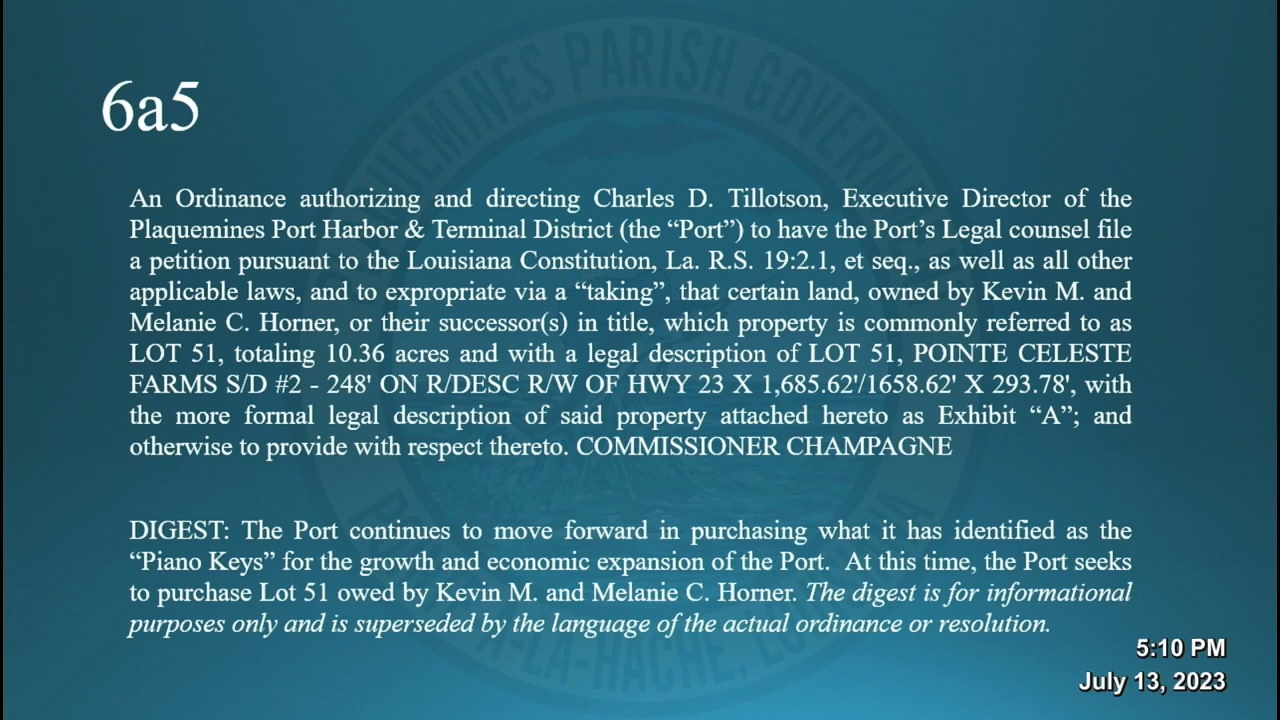 6a5
An Ordinance authorizing and directing Charles D. Tillotson, Executive Director of the
Plaquemines Port Harbor & Terminal District (the “Port”) to have the Port’s Legal counsel file
a petition pursuant to the Louisiana Constitution, La. R.S. 19:2.1, et seq., as well as all other
applicable laws, and to expropriate via a “taking”, that certain land, owned by Kevin M. and
Melanie C. Horner, or their successor(s) in title, which property is commonly referred to as
LOT 51, totaling 10.36 acres and with a legal description of LOT 51, POINTE CELESTE
FARMS S/D #2 - 248' ON R/DESC R/W OF HWY 23 X 1,685.62'/1658.62' X 293.78', with
the more formal legal description of said property attached hereto as Exhibit “A”; and
otherwise to provide with respect thereto. COMMISSIONER CHAMPAGNE
DIGEST: The Port continues to move forward in purchasing what it has identified as the
“Piano Keys” for the growth and economic expansion of the Port.  At this time, the Port seeks
to purchase Lot 51 owed by Kevin M. and Melanie C. Horner. The digest is for informational
purposes only and is superseded by the language of the actual ordinance or resolution.
5:10 PM
July 13, 2023